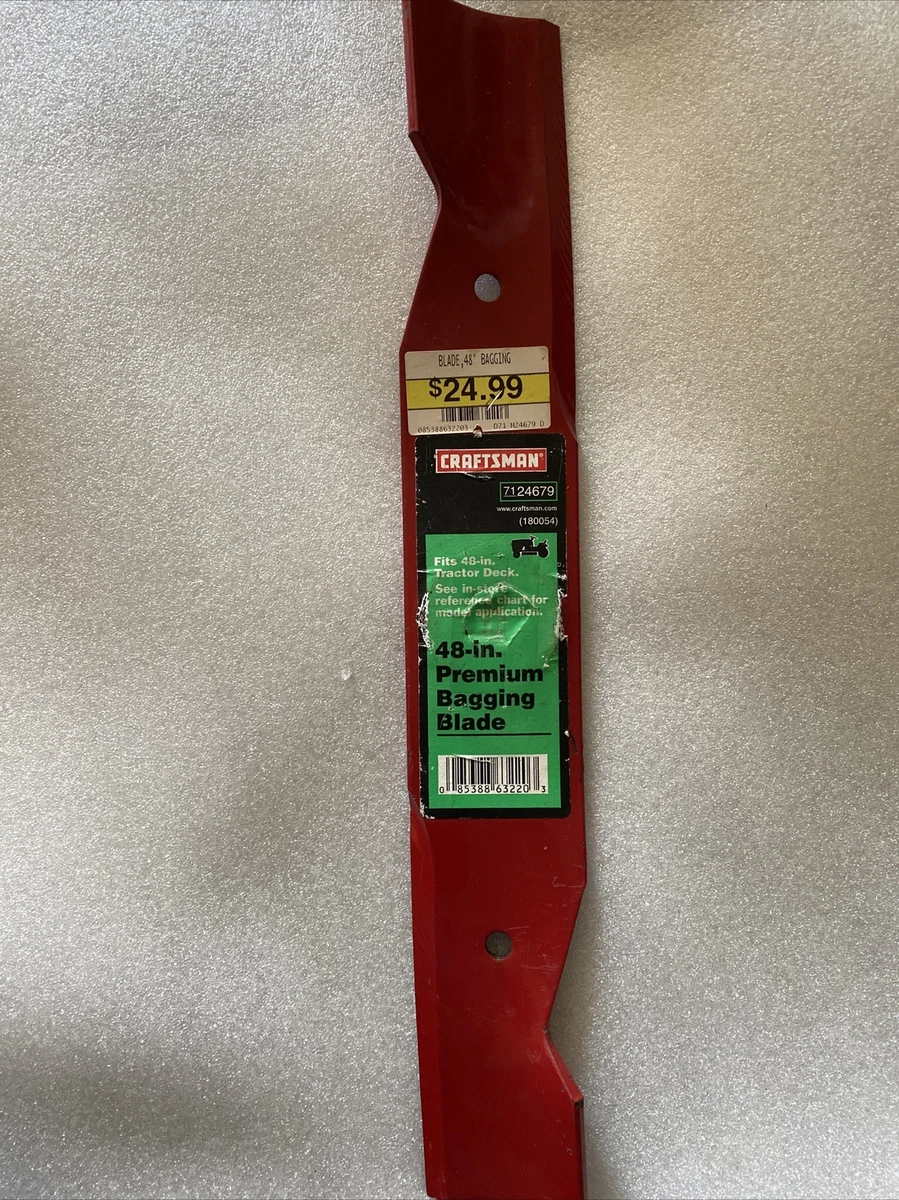 BLADE,48" BAGGING
$24.99
085388632203 D71 H24679 D
CRAFTSMAN®
7124679
www.craftsman.com
(180054)
Fits 48-in.
Tractor Deck.
See in-store
reference chart for
model application.
48-in.
Premium
Bagging
Blade
0 85388 63220 3